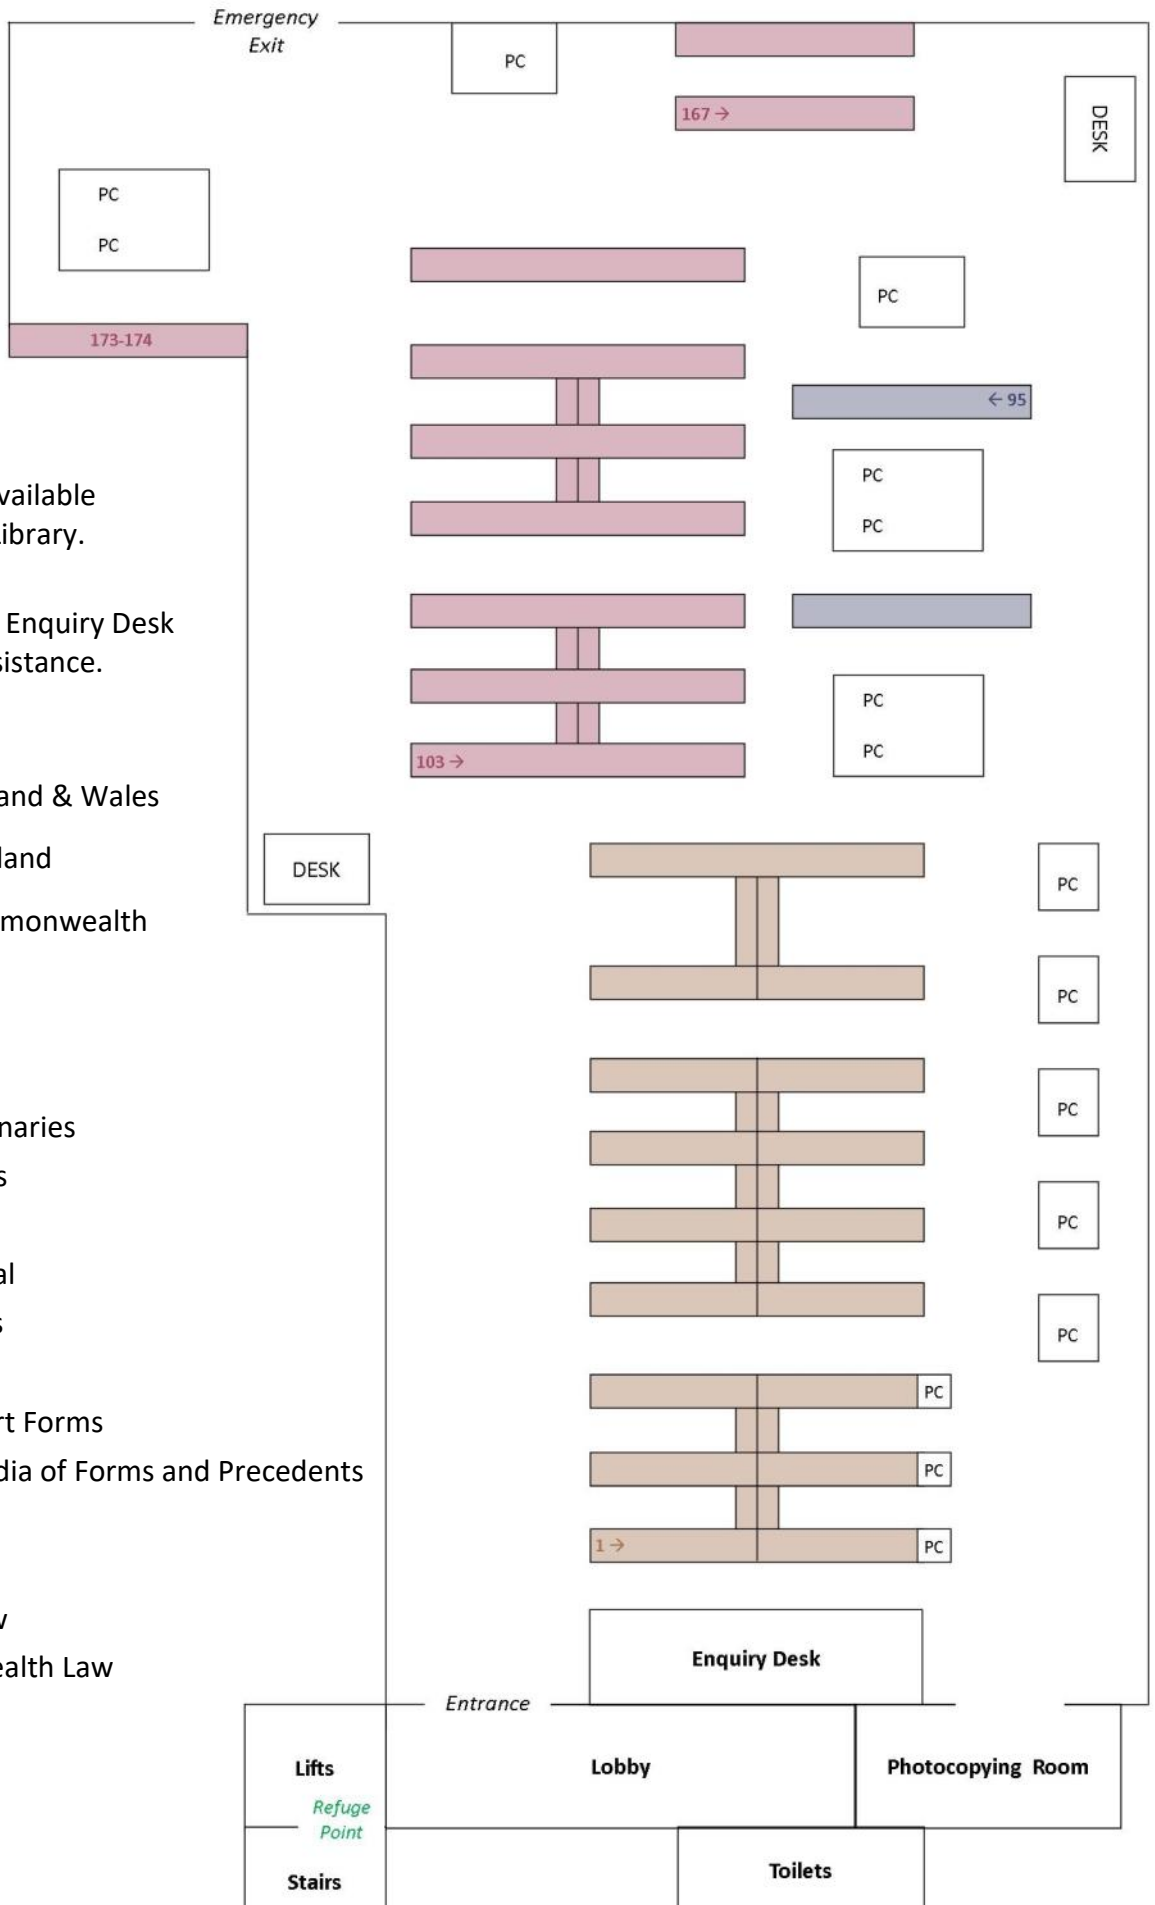 Emergency
Exit
PC
167 →
DESK
PC
PC
PC
173-174
← 95
PC
PC
vailable
ibrary.
Enquiry Desk
sistance.
PC
PC
103 →
and & Wales
land
monwealth
DESK
PC
PC
PC
PC
PC
naries
s
al
s
rt Forms
dia of Forms and Precedents
PC
PC
1 →
PC
w
ealth Law
Enquiry Desk
Entrance
Lifts
Lobby
Photocopying Room
Refuge
Point
Stairs
Toilets